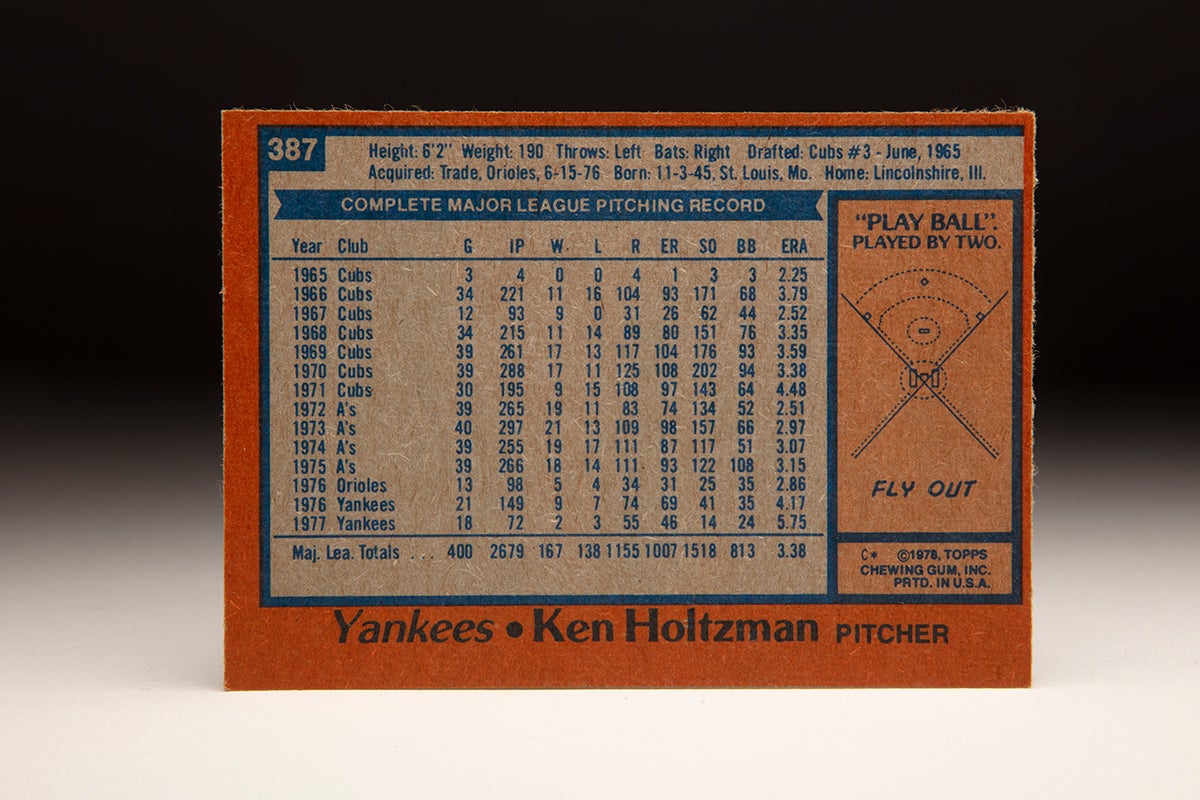 387
Height: 6'2" Weight: 190 Throws: Left Bats: Right Drafted: Cubs #3 - June, 1965
Acquired: Trade, Orioles, 6-15-76 Born: 11-3-45, St. Louis, Mo. Home: Lincolnshire, Ill.
COMPLETE MAJOR LEAGUE PITCHING RECORD
Year Club G IP W L R ER SO BB ERA
1965 Cubs 3 4 0 0 4 1 3 3 2.25
1966 Cubs 34 221 11 16 104 93 171 68 3.79
1967 Cubs 12 93 9 0 31 26 62 44 2.52
1968 Cubs 34 215 11 14 89 80 151 76 3.35
1969 Cubs 39 261 17 13 117 104 176 93 3.59
1970 Cubs 39 288 17 11 125 108 202 94 3.38
1971 Cubs 30 195 9 15 108 97 143 64 4.48
1972 A's 39 265 19 11 83 74 134 52 2.51
1973 A's 40 297 21 13 109 98 157 66 2.97
1974 A's 39 255 19 17 111 87 117 51 3.07
1975 A's 39 266 18 14 111 93 122 108 3.15
1976 Orioles 13 98 5 4 34 31 25 35 2.86
1976 Yankees 21 149 9 7 74 69 41 35 4.17
1977 Yankees 18 72 2 3 55 46 14 24 5.75
Maj. Lea. Totals ... 400 2679 167 138 1155 1007 1518 813 3.38
"PLAY BALL".
PLAYED BY TWO.
FLY OUT
C* ©1978, TOPPS
CHEWING GUM, INC.
PRTD. IN U.S.A.
Yankees • Ken Holtzman PITCHER